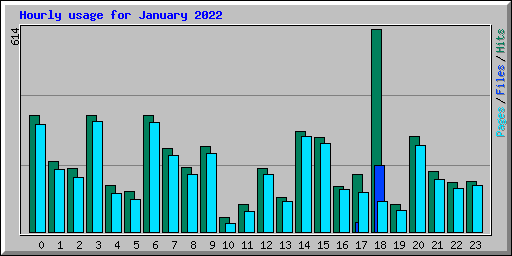 Hourly usage for January 2022
614
Pages / Files / Hits
0 1 2 3 4 5 6 7 8 9 10 11 12 13 14 15 16 17 18 19 20 21 22 23